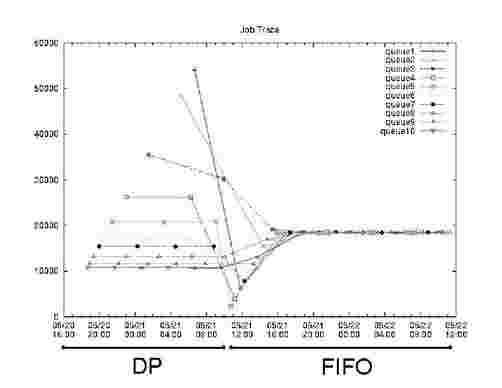 Job Trace
60000
50000
40000
30000
20000
10000
0
queue1
queue2
queue3
queue4
queue5
queue6
queue7
queue8
queue9
queue10
05/20 05/20 05/21 05/21 05/21 05/21 05/21 05/21 05/22 05/22 05/22 05/22
16:00 20:00 00:00 04:00 08:00 12:00 16:00 20:00 00:00 04:00 08:00 12:00
DP FIFO